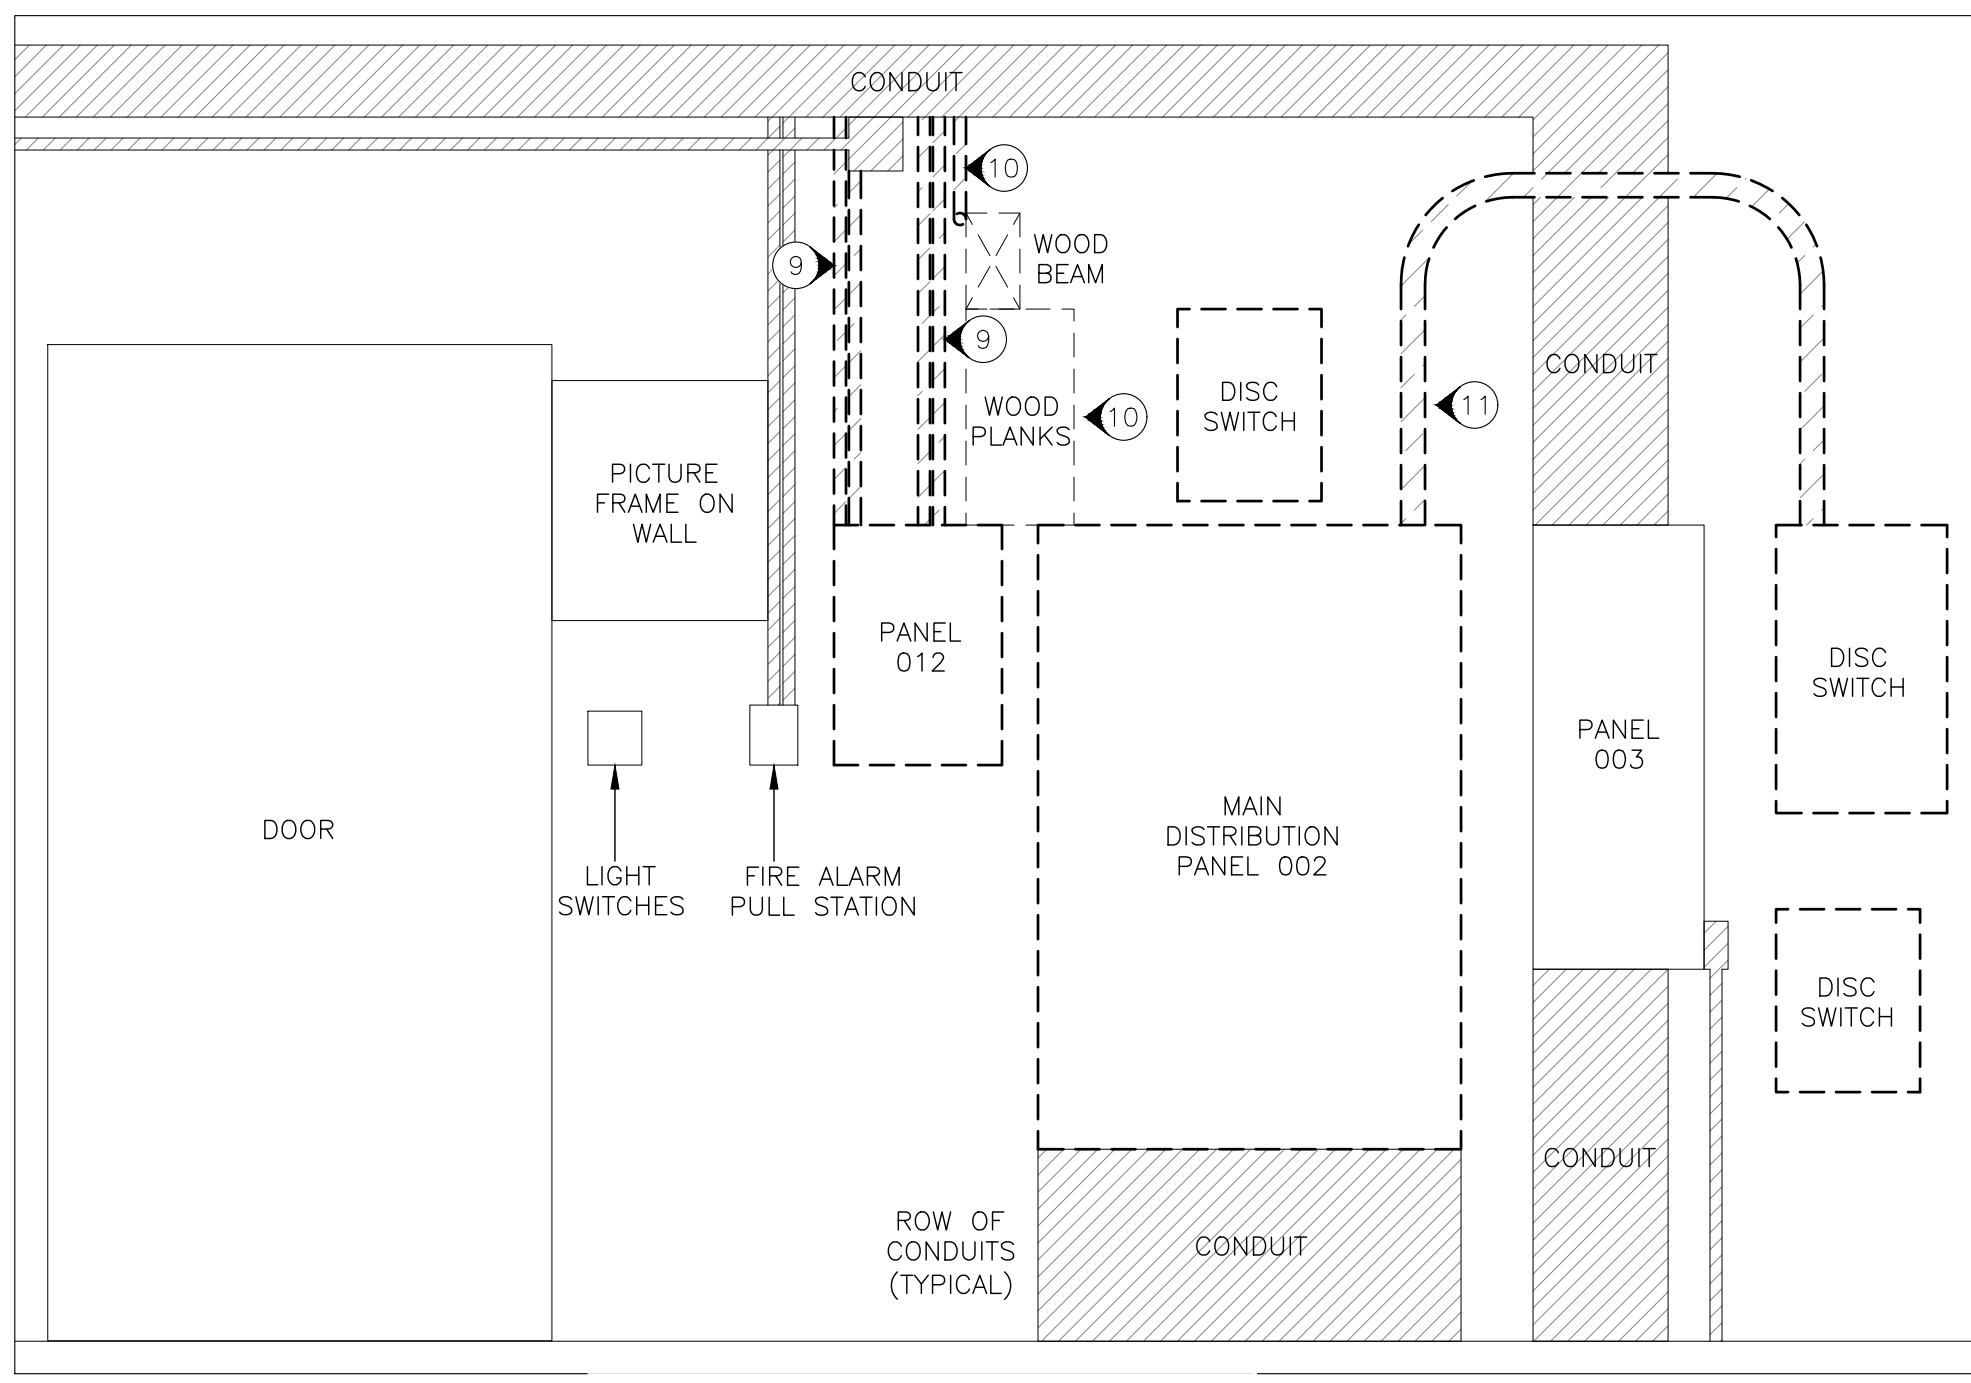 CONDUIT
10
9
WOOD
BEAM
9
CONDUIT
DISC
SWITCH
11
WOOD
PLANKS
10
PICTURE
FRAME ON
WALL
PANEL
012
DISC
SWITCH
PANEL
003
MAIN
DISTRIBUTION
PANEL 002
DOOR
LIGHT
SWITCHES
FIRE ALARM
PULL STATION
DISC
SWITCH
CONDUIT
ROW OF
CONDUITS
(TYPICAL)
CONDUIT